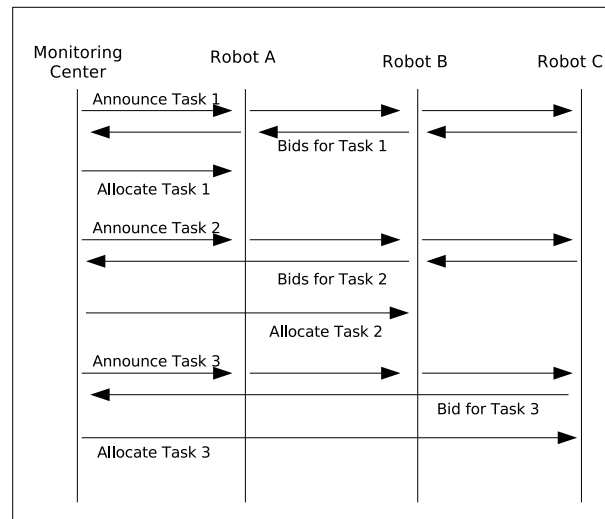 Monitoring
Center
Robot A
Robot B
Robot C
Announce Task 1
Bids for Task 1
Allocate Task 1
Announce Task 2
Bids for Task 2
Allocate Task 2
Announce Task 3
Bid for Task 3
Allocate Task 3